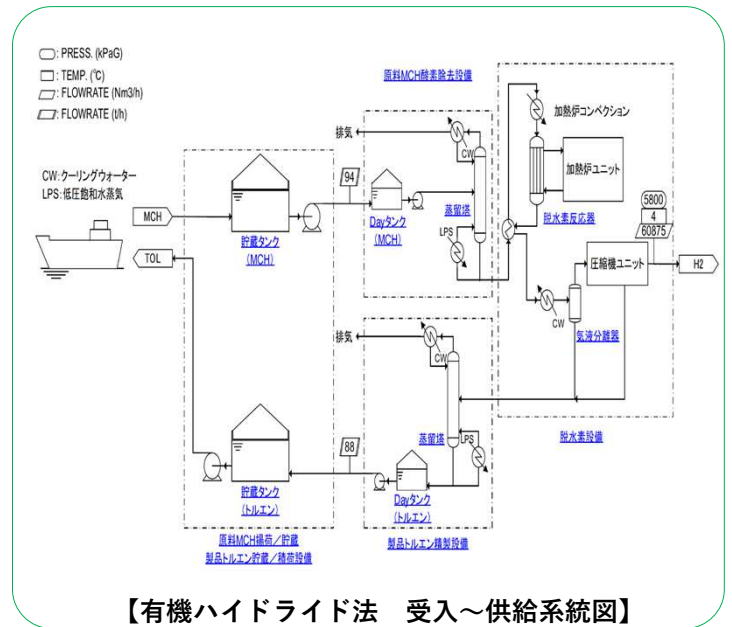 : PRESS. (kPaG)
: TEMP. (℃)
: FLOWRATE (Nm3/h)
: FLOWRATE (t/h)
CW:クーリングウォーター
LPS:低圧飽和水蒸気
MCH
TOL
貯蔵タンク
(MCH)
94
原料MCH酸素除去設備
排気
CW
Dayタンク
(MCH)
蒸留塔
LPS
加熱炉コンベクション
加熱炉ユニット
脱水素反応器
5800
4
60875
圧縮機ユニット
H2
CW
気液分離器
脱水素設備
排気
CW
蒸留塔
LPS
Dayタンク
(トルエン)
製品トルエン精製設備
88
貯蔵タンク
(トルエン)
原料MCH揚荷/貯蔵
製品トルエン貯蔵/積荷設備
【有機ハイドライド法 受入~供給系統図】